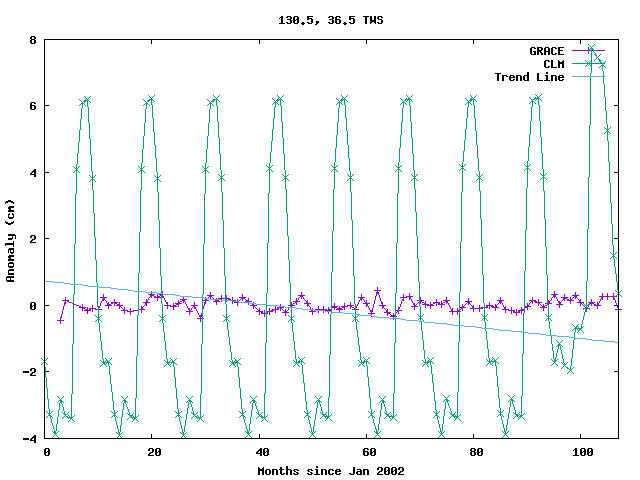 130.5, 36.5 TWS
GRACE
CLM
Trend Line
8
6
4
2
0
-2
-4
Anomaly (cm)
0 20 40 60 80 100
Months since Jan 2002